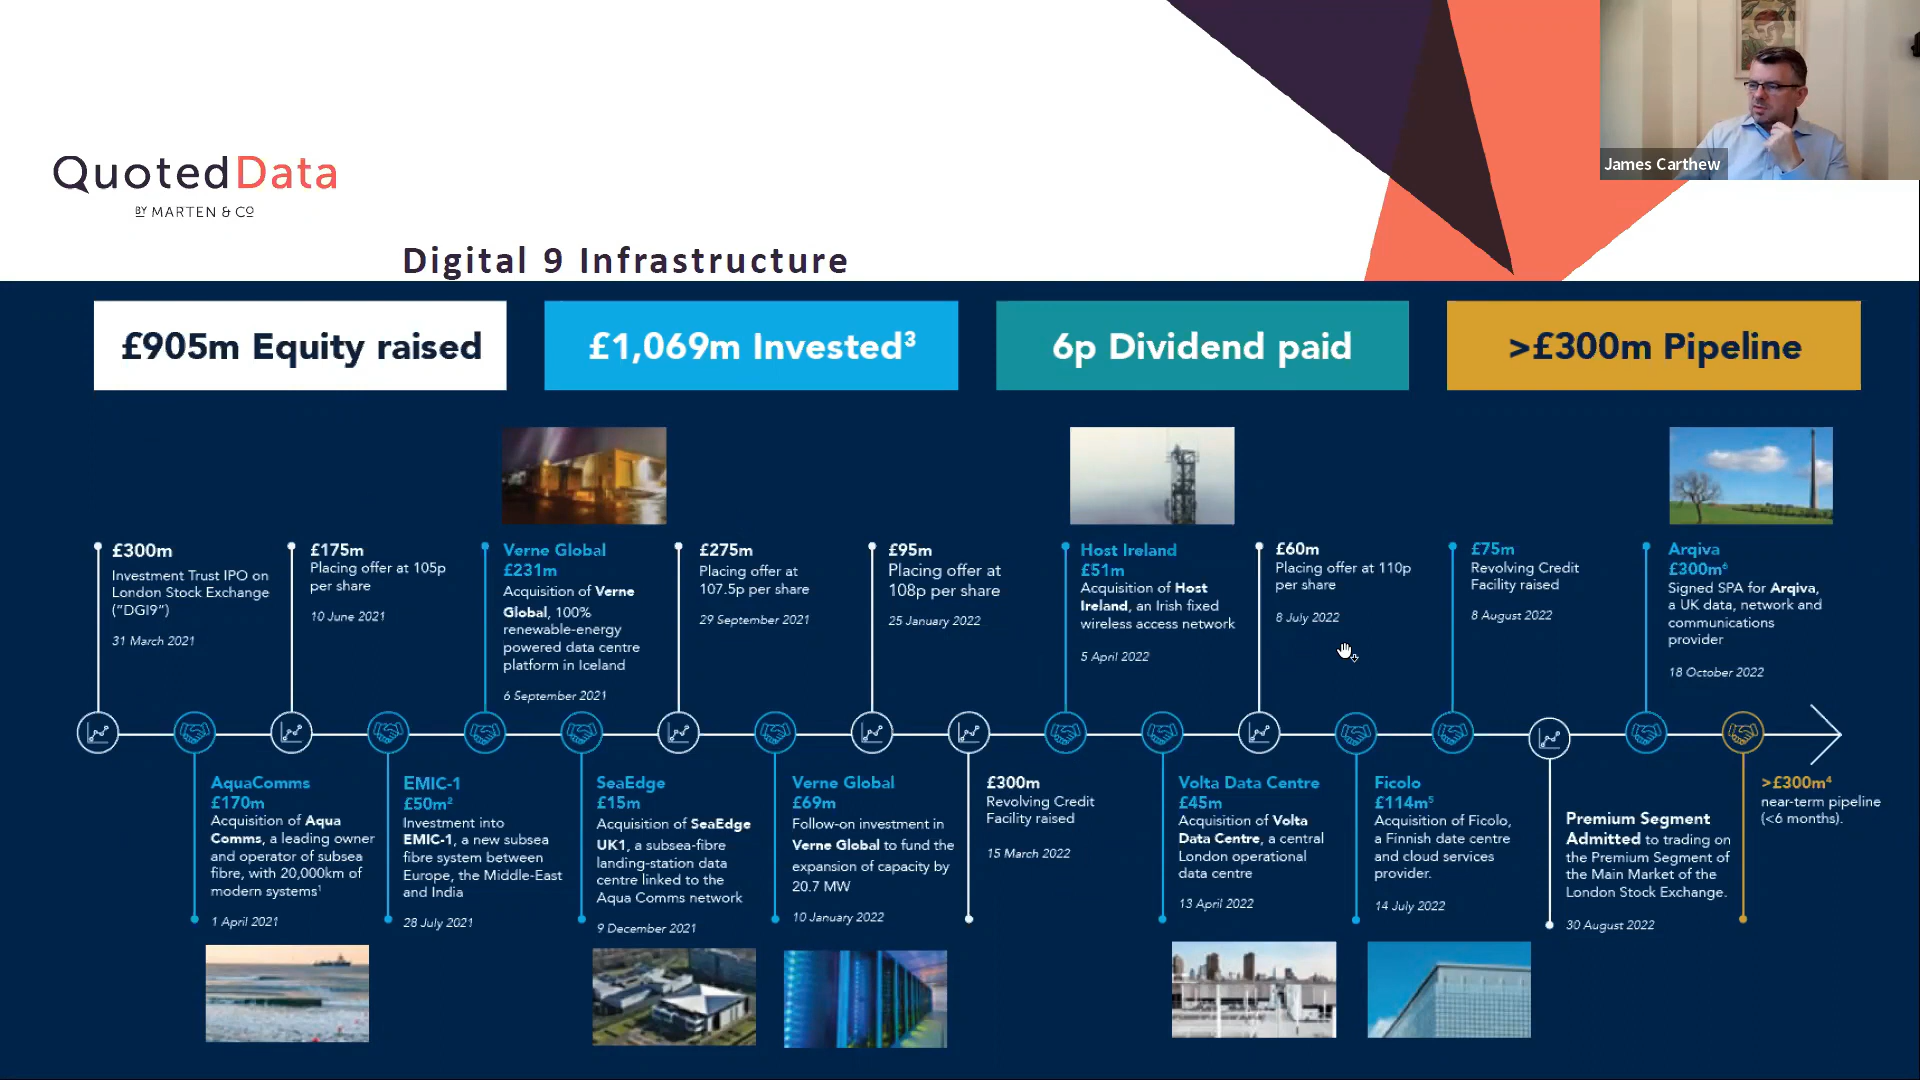 James Carthew
QuotedData
BY MARTEN & CO
Digital 9 Infrastructure
£905m Equity raised
£1,069m Invested³
6p Dividend paid
>£300m Pipeline
£300m
Investment Trust IPO on
London Stock Exchange
("DGI9")
31 March 2021
£175m
Placing offer at 105p
per share
10 June 2021
Verne Global
£231m
Acquisition of Verne
Global, 100%
renewable-energy
powered data centre
platform in Iceland
6 September 2021
£275m
Placing offer at
107.5p per share
29 September 2021
£95m
Placing offer at
108p per share
25 January 2022
Host Ireland
£51m
Acquisition of Host
Ireland, an Irish fixed
wireless access network
5 April 2022
£60m
Placing offer at 110p
per share
8 July 2022
£75m
Revolving Credit
Facility raised
8 August 2022
Arqiva
£300m⁶
Signed SPA for Arqiva,
a UK data, network and
communications
provider
18 October 2022
AquaComms
£170m
Acquisition of Aqua
Comms, a leading owner
and operator of subsea
fibre, with 20,000km of
modern systems¹
1 April 2021
EMIC-1
£50m²
Investment into
EMIC-1, a new subsea
fibre system between
Europe, the Middle-East
and India
28 July 2021
SeaEdge
£15m
Acquisition of SeaEdge
UK1, a subsea-fibre
landing-station data
centre linked to the
Aqua Comms network
9 December 2021
Verne Global
£69m
Follow-on investment in
Verne Global to fund the
expansion of capacity by
20.7 MW
10 January 2022
£300m
Revolving Credit
Facility raised
15 March 2022
Volta Data Centre
£45m
Acquisition of Volta
Data Centre, a central
London operational
data centre
13 April 2022
Ficolo
£114m⁵
Acquisition of Ficolo,
a Finnish date centre
and cloud services
provider.
14 July 2022
Premium Segment
Admitted to trading on
the Premium Segment of
the Main Market of the
London Stock Exchange.
30 August 2022
>£300m⁴
near-term pipeline
(<6 months).